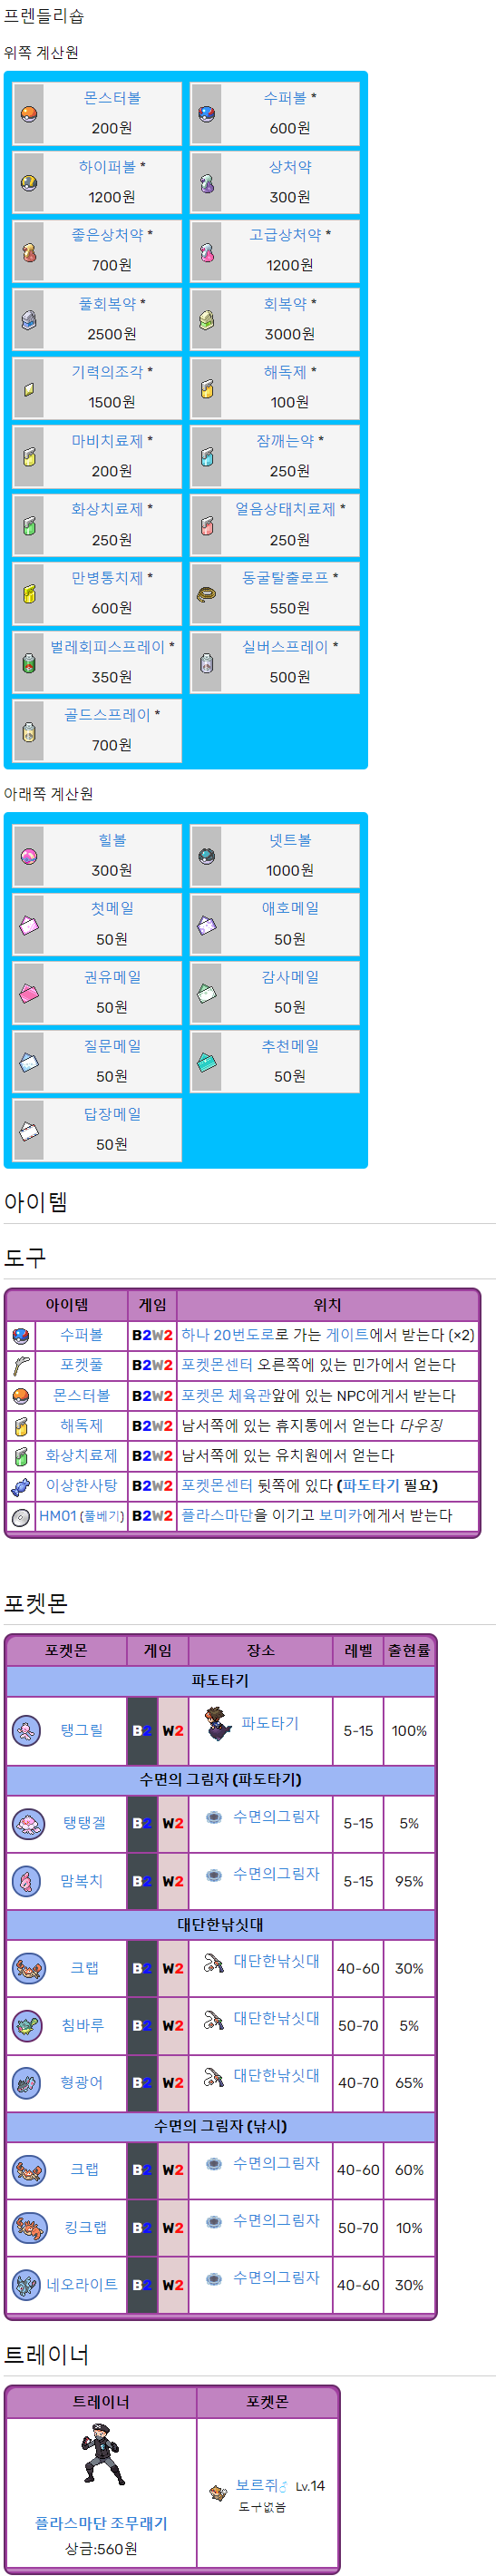 프렌들리숍
위쪽 계산원
몬스터볼 수퍼볼 *
200원 600원
하이퍼볼 * 상처약
1200원 300원
좋은상처약 * 고급상처약 *
700원 1200원
풀회복약 * 회복약 *
2500원 3000원
기력의조각 * 해독제 *
1500원 100원
마비치료제 * 잠깨는약 *
200원 250원
화상치료제 * 얼음상태치료제 *
250원 250원
만병통치제 * 동굴탈출로프 *
600원 550원
벌레회피스프레이 * 실버스프레이 *
350원 500원
골드스프레이 *
700원
아래쪽 계산원
힐볼 넷트볼
300원 1000원
첫메일 애호메일
50원 50원
권유메일 감사메일
50원 50원
질문메일 추천메일
50원 50원
답장메일
50원
아이템
도구
아이템 게임 위치
수퍼볼 B2W2 하나 20번도로로 가는 게이트에서 받는다 (×2)
포켓풀 B2W2 포켓몬센터 오른쪽에 있는 민가에서 얻는다
몬스터볼 B2W2 포켓몬 체육관앞에 있는 NPC에게서 받는다
해독제 B2W2 남서쪽에 있는 휴지통에서 얻는다 다우징
화상치료제 B2W2 남서쪽에 있는 유치원에서 얻는다
이상한사탕 B2W2 포켓몬센터 뒷쪽에 있다 (파도타기 필요)
HM01 (풀베기) B2W2 플라스마단을 이기고 보미카에게서 받는다
포켓몬
포켓몬 게임 장소 레벨 출현률
파도타기
탱그릴 B2 W2 파도타기 5-15 100%
수면의 그림자 (파도타기)
탱탱겔 B2 W2 수면의그림자 5-15 5%
맘복치 B2 W2 수면의그림자 5-15 95%
대단한낚싯대
크랩 B2 W2 대단한낚싯대 40-60 30%
침바루 B2 W2 대단한낚싯대 50-70 5%
형광어 B2 W2 대단한낚싯대 40-70 65%
수면의 그림자 (낚시)
크랩 B2 W2 수면의그림자 40-60 60%
킹크랩 B2 W2 수면의그림자 50-70 10%
네오라이트 B2 W2 수면의그림자 40-60 30%
트레이너
트레이너 포켓몬
플라스마단 조무래기
상금:560원
보르쥐♂ Lv.14
도구없음